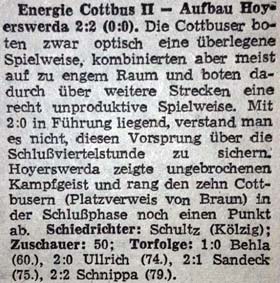 Energie Cottbus II — Aufbau Hoy-
erswerda 2:2 (0:0). Die Cottbuser bo-
ten zwar optisch eine überlegene
Spielweise, kombinierten aber meist
auf zu engem Raum und boten da-
durch über weitere Strecken eine
recht unproduktive Spielweise. Mit
2:0 in Führung liegend, verstand man
es nicht, diesen Vorsprung über die
Schlußviertelstunde zu sichern.
Hoyerswerda zeigte ungebrochenen
Kampfgeist und rang den zehn Cott-
busern (Platzverweis von Braun) in
der Schlußphase noch einen Punkt
ab. Schiedrichter: Schultz (Kölzig);
Zuschauer: 50; Torfolge: 1:0 Behla
(60.), 2:0 Ullrich (74.), 2:1 Sandeck
(75.), 2:2 Schnippa (79.).